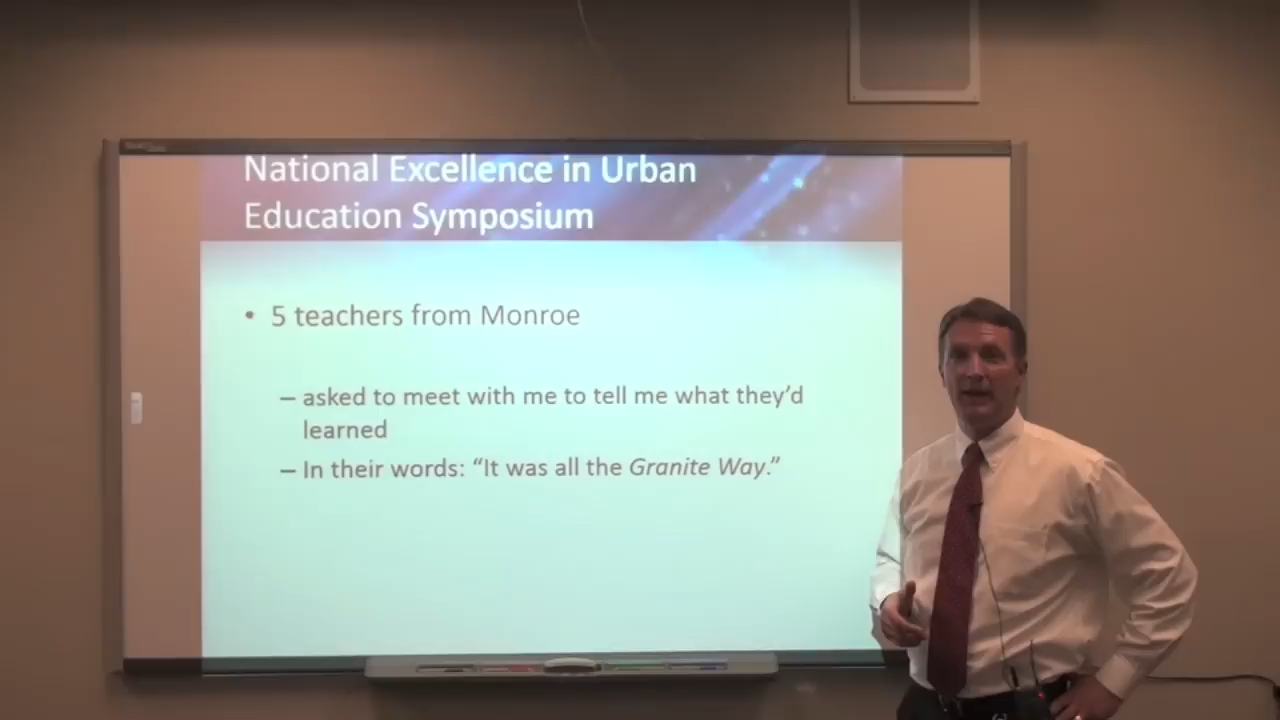 National Excellence in Urban
Education Symposium
• 5 teachers from Monroe
– asked to meet with me to tell me what they’d
learned
– In their words: “It was all the Granite Way.”